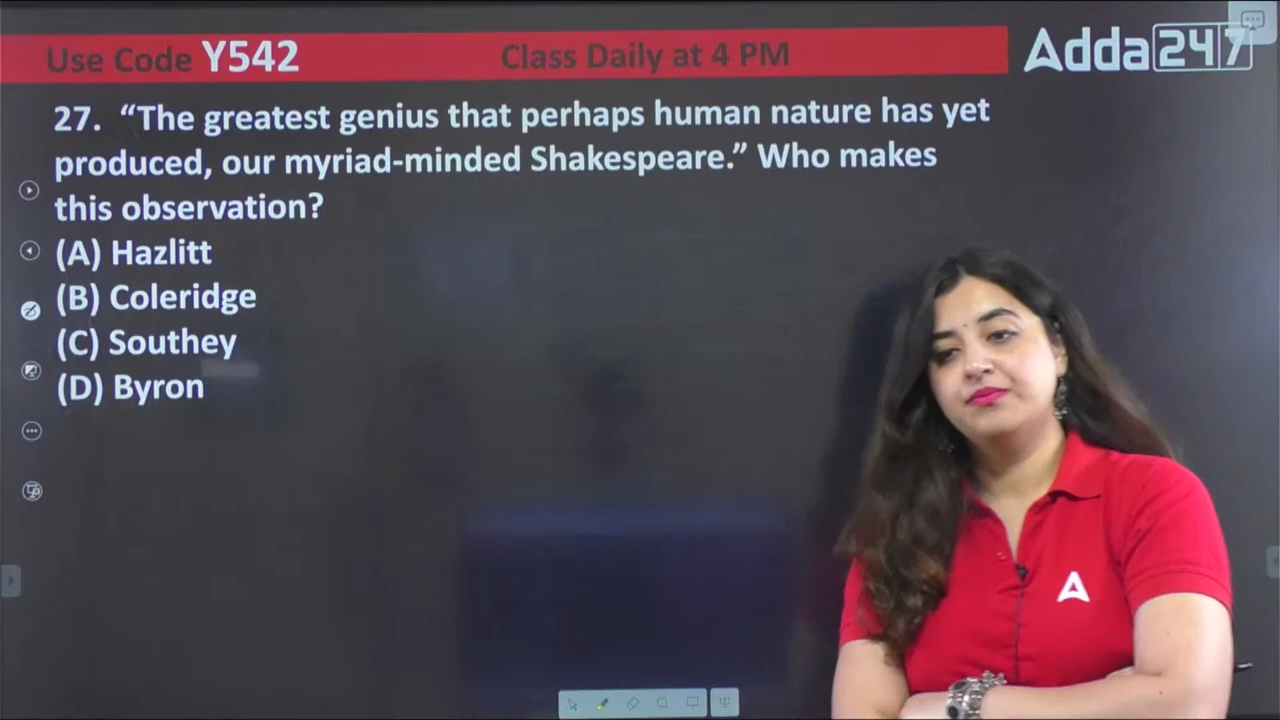 Use Code Y542 Class Daily at 4 PM
Adda247
27. “The greatest genius that perhaps human nature has yet
produced, our myriad-minded Shakespeare.” Who makes
this observation?
(A) Hazlitt
(B) Coleridge
(C) Southey
(D) Byron